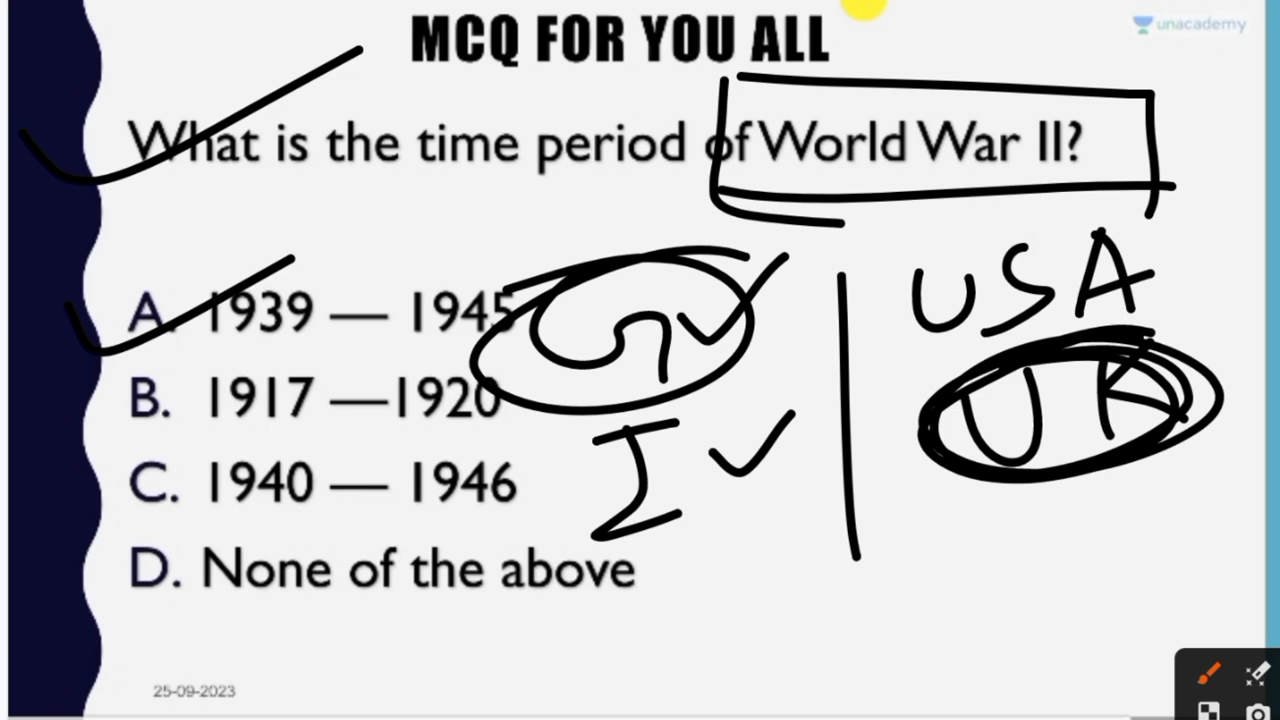 MCQ FOR YOU ALL
unacademy
What is the time period of World War II?
A. 1939 — 1945
B. 1917 —1920
C. 1940 — 1946
D. None of the above
G
I
USA
UK
25-09-2023